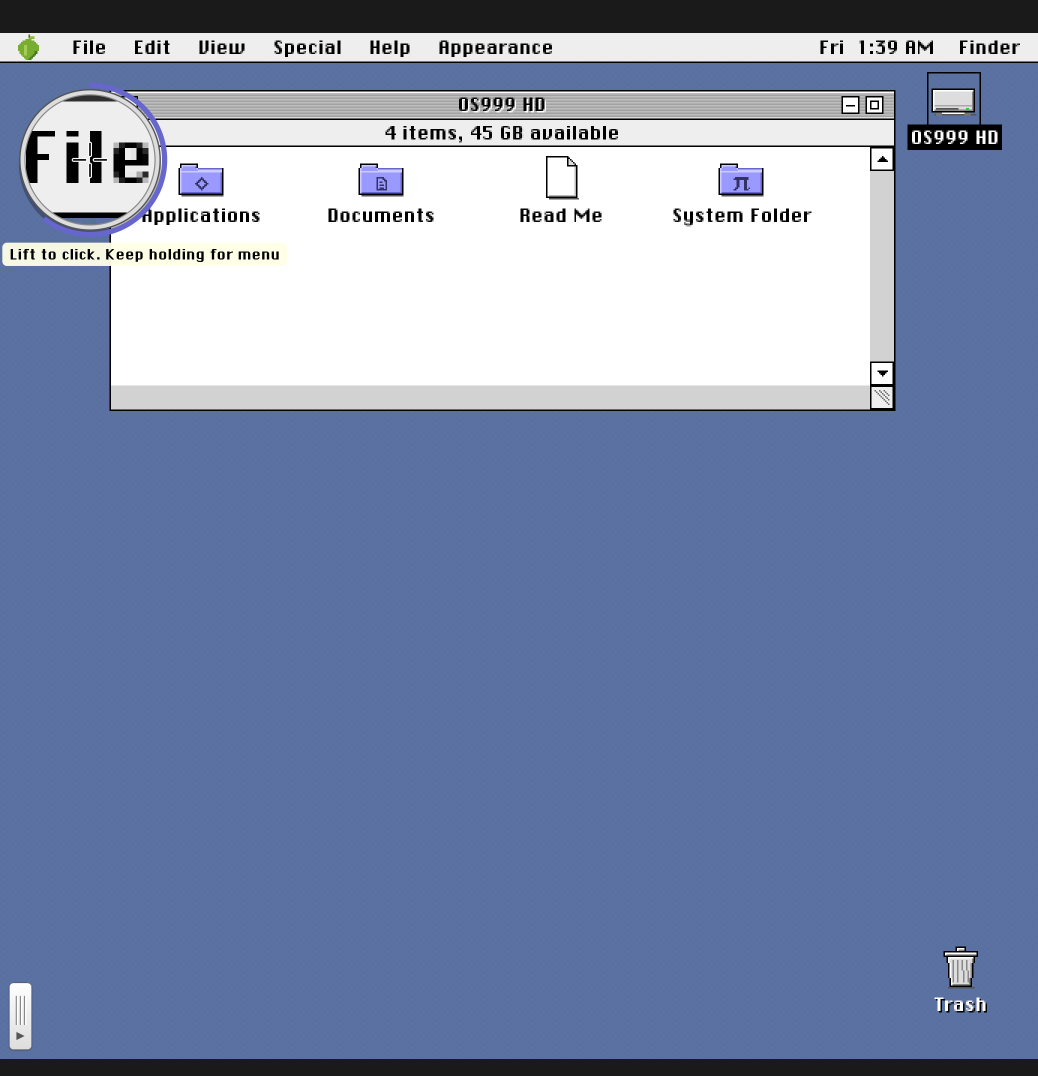 File Edit View Special Help Appearance Fri 1:39 AM Finder
OS999 HD
4 items, 45 GB available
OS999 HD
File
Applications Documents Read Me System Folder
Lift to click. Keep holding for menu
Trash